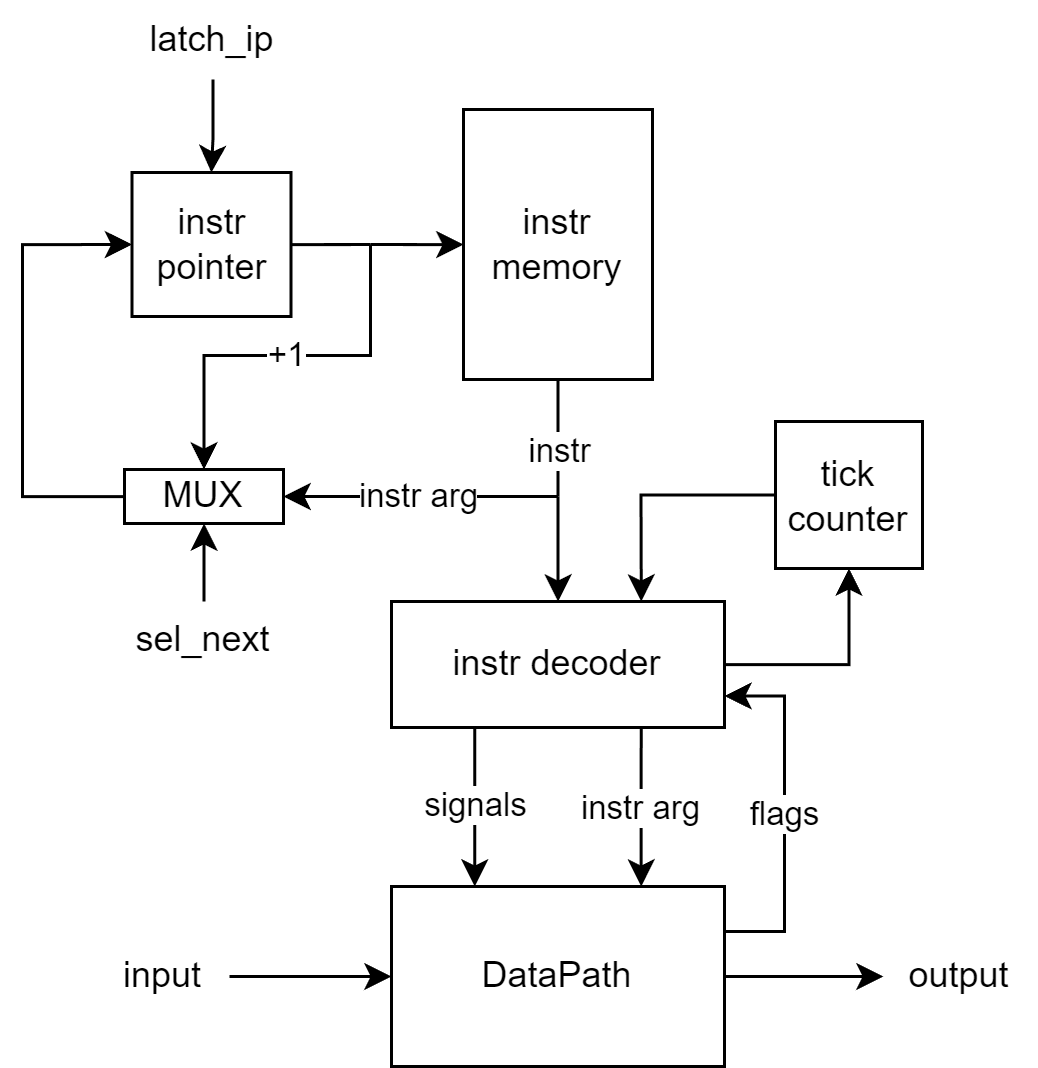 latch_ip
instr
pointer
instr
memory
+1
instr
tick
counter
MUX
instr arg
sel_next
instr decoder
signals
instr arg
flags
input
DataPath
output